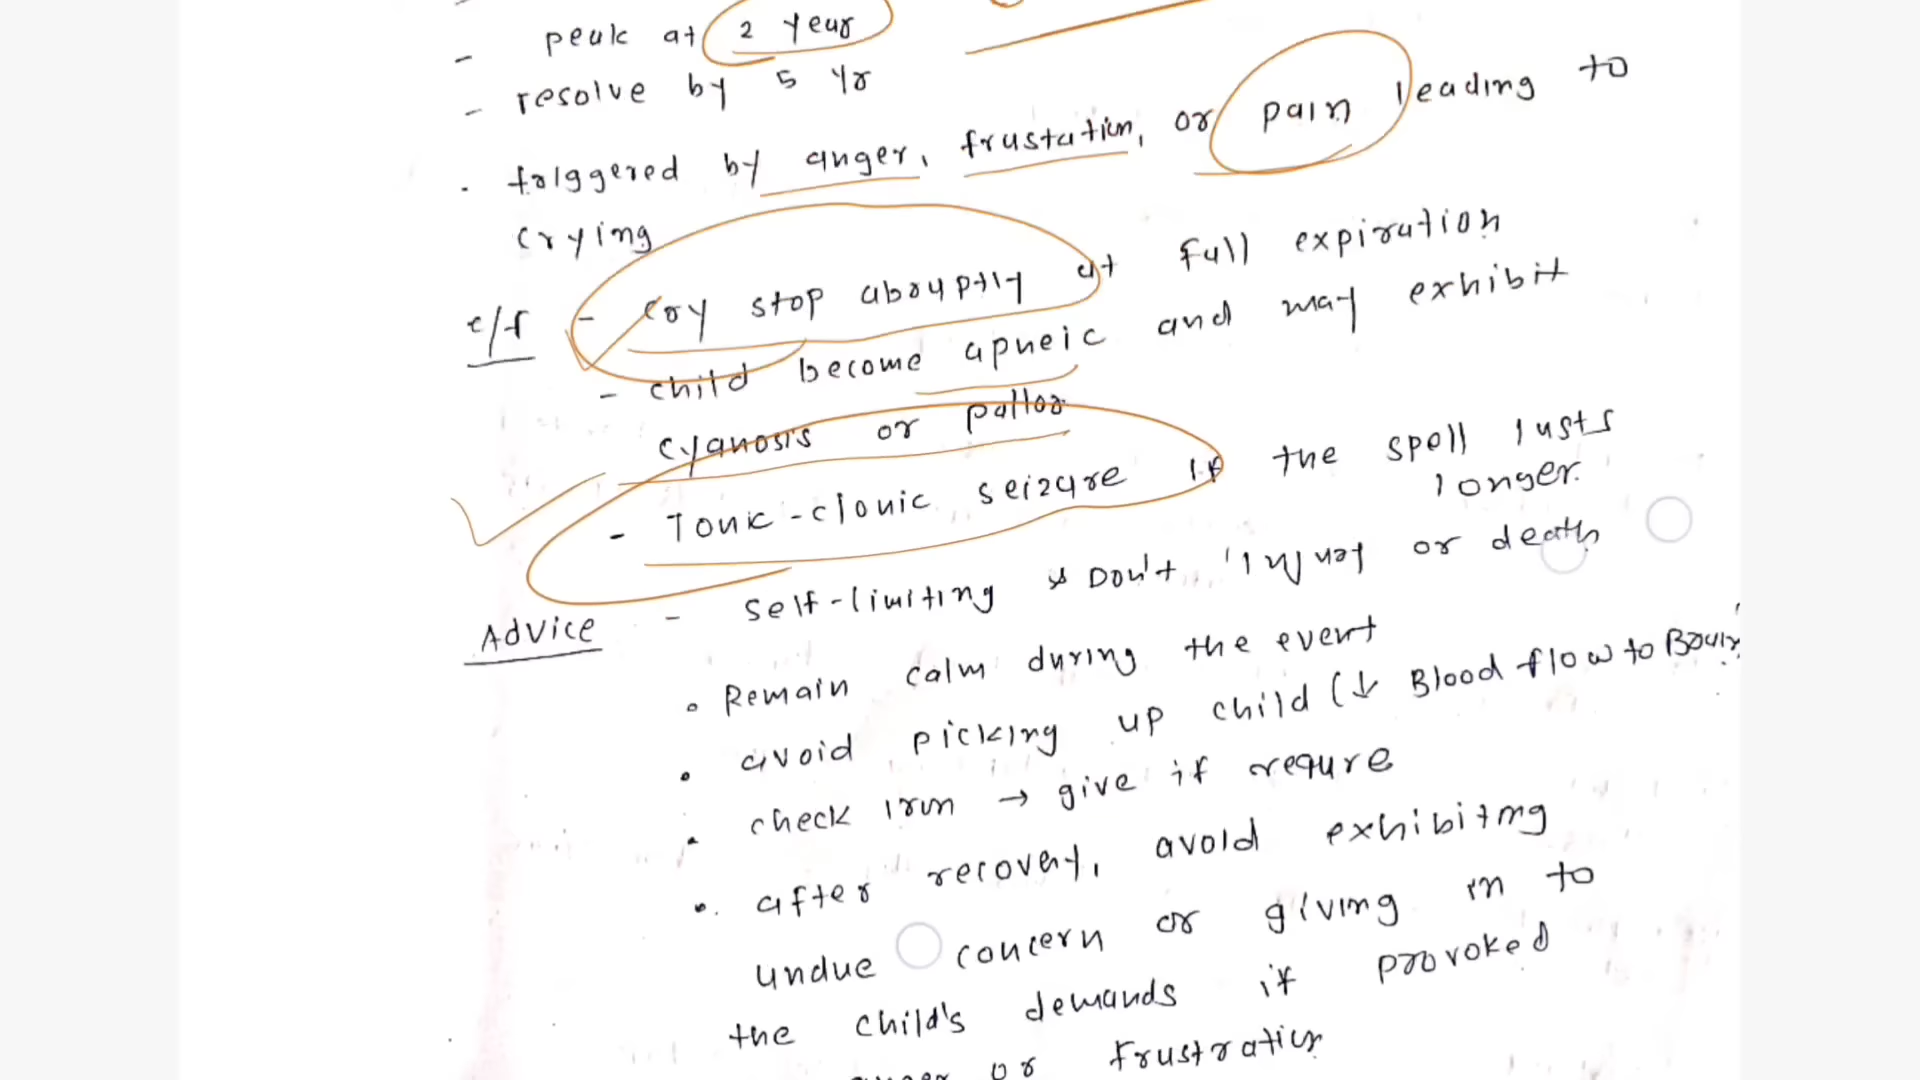 - peak at 2 year
- resolve by 5 yr
. triggered by anger, frustation, or pain leading to
crying
c/f - cry stop abruptly at full expiration
- child become apneic and may exhibit
cyanosis or pallor
- Tonic-clonic seizure if the spell lasts
longer.
Advice - self-limiting & Don't injury or death
• Remain calm during the event
• avoid picking up child (↓ Blood flow to Brain
• check iron → give if requre
• after recovery, avoid exhibiting
undue concern or giving in to
the child's demands if provoked
or frustration